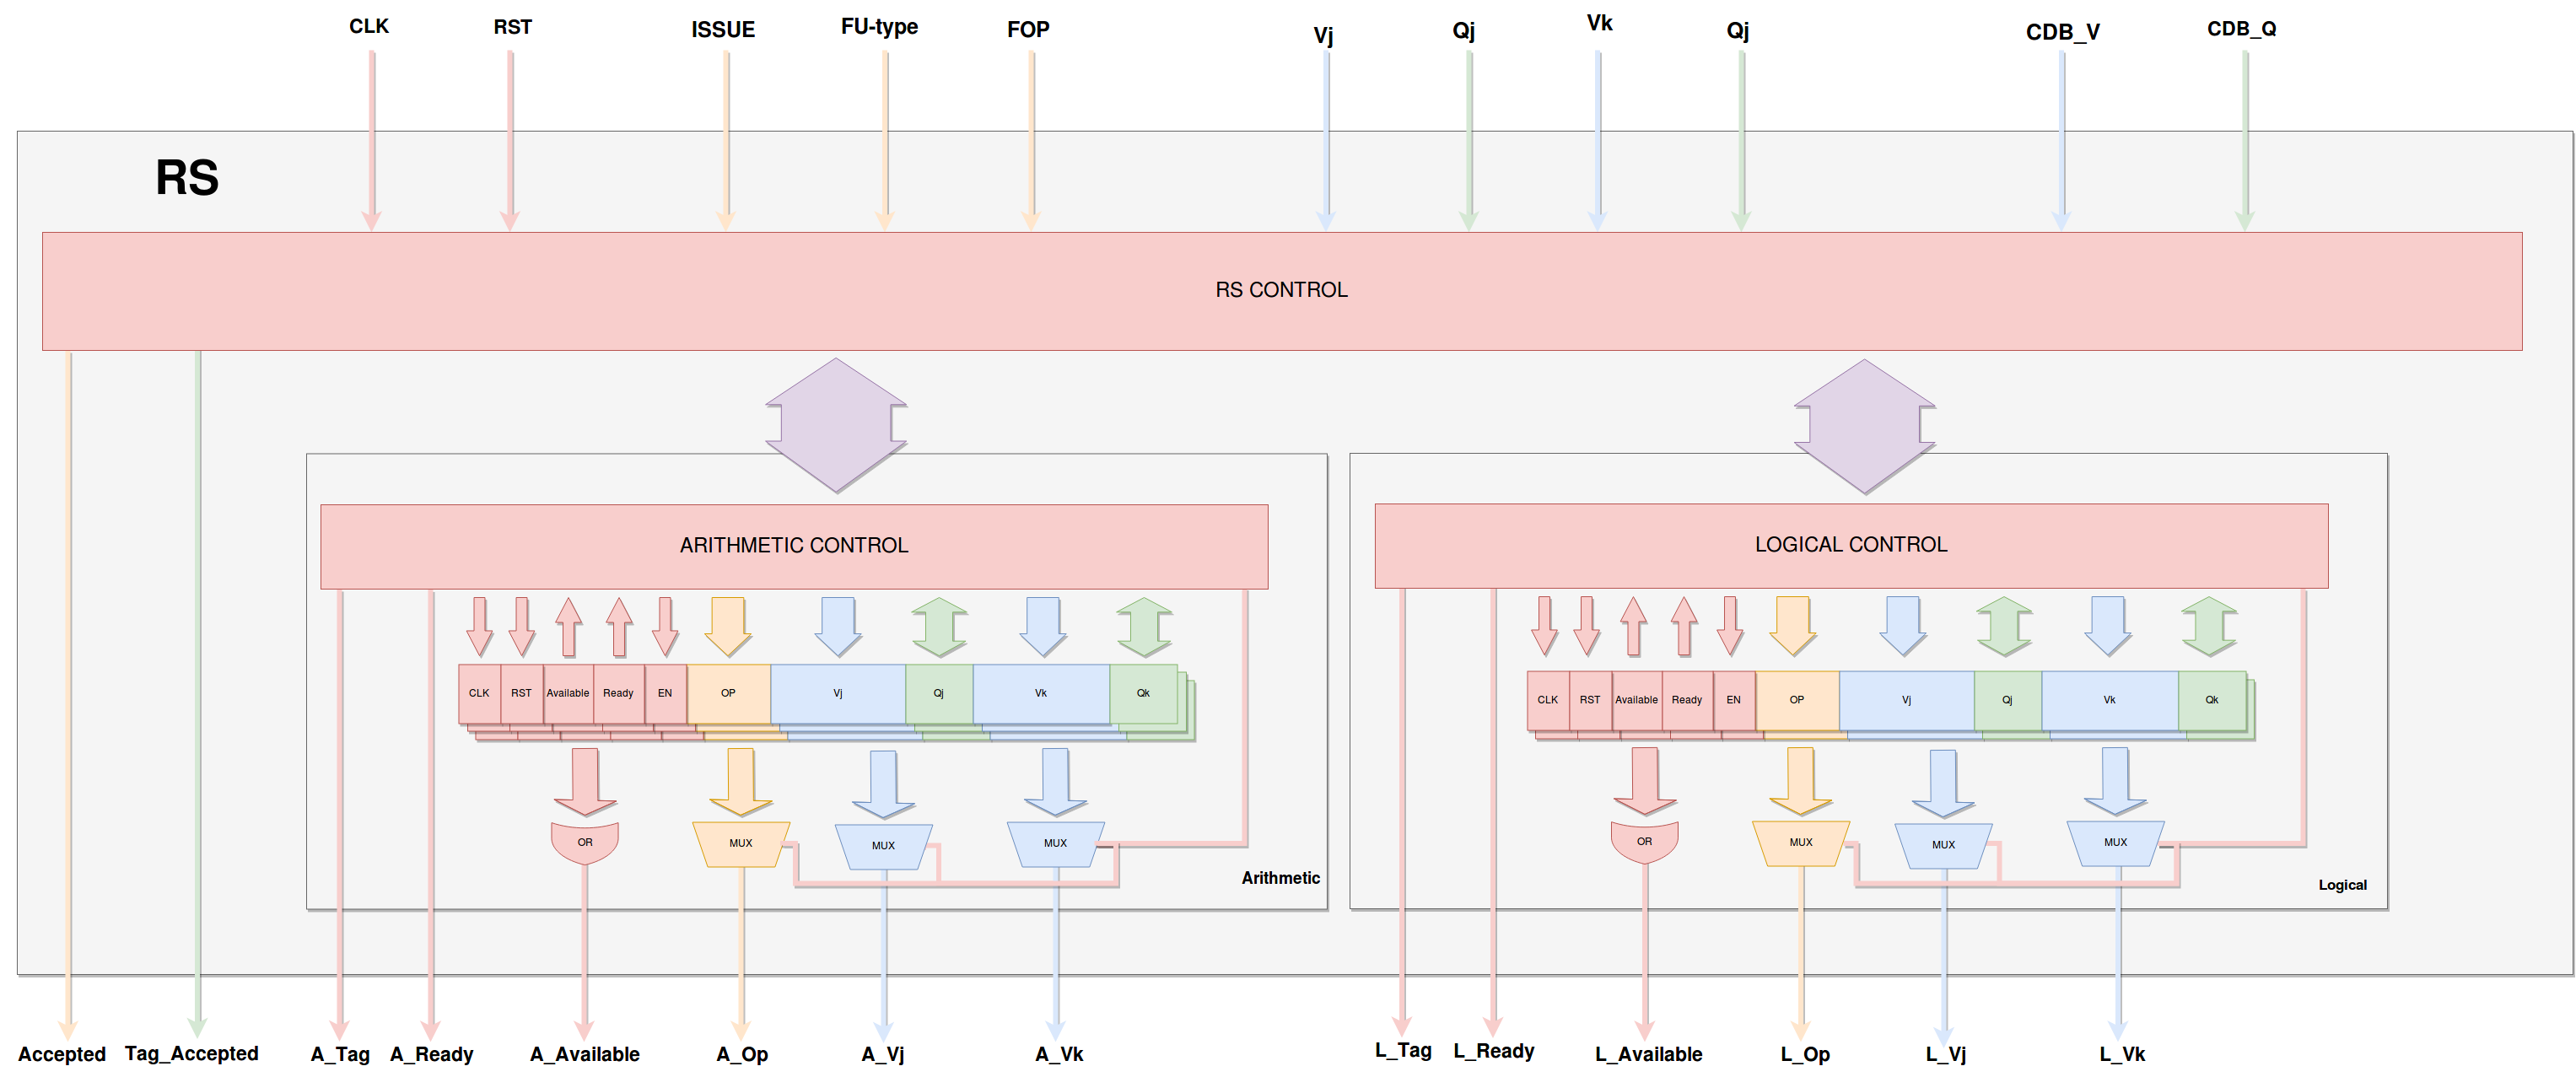 CLK
RST
ISSUE
FU-type
FOP
Vj
Qj
Vk
Qj
CDB_V
CDB_Q
RS
RS CONTROL
ARITHMETIC CONTROL
CLK RST Available Ready EN OP Vj Qj Vk Qk
OR MUX MUX MUX
Arithmetic
LOGICAL CONTROL
CLK RST Available Ready EN OP Vj Qj Vk Qk
OR MUX MUX MUX
Logical
Accepted
Tag_Accepted
A_Tag
A_Ready
A_Available
A_Op
A_Vj
A_Vk
L_Tag
L_Ready
L_Available
L_Op
L_Vj
L_Vk